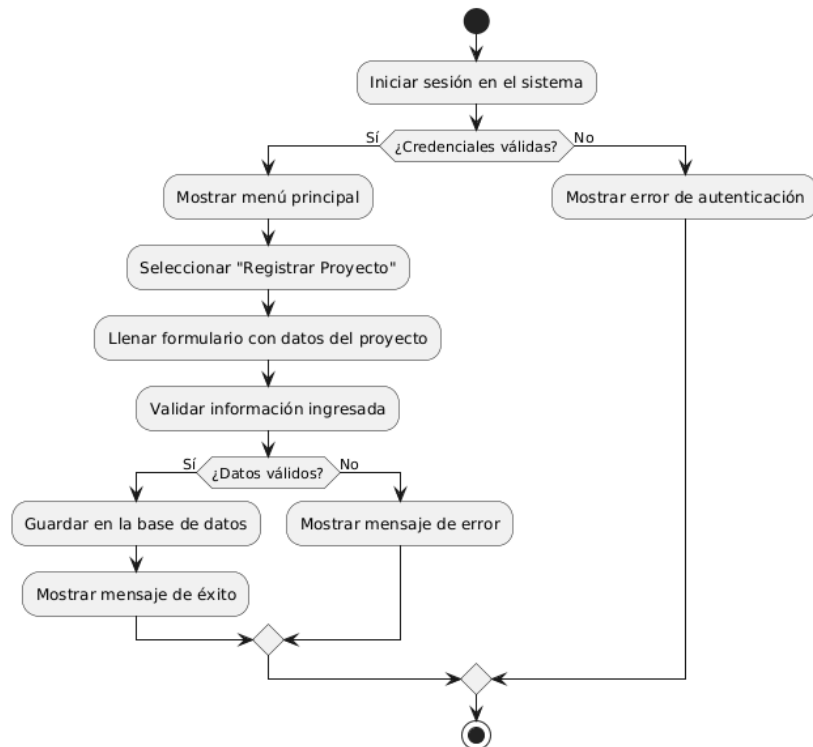 Iniciar sesión en el sistema
Sí
¿Credenciales válidas?
No
Mostrar menú principal
Mostrar error de autenticación
Seleccionar "Registrar Proyecto"
Llenar formulario con datos del proyecto
Validar información ingresada
Sí
¿Datos válidos?
No
Guardar en la base de datos
Mostrar mensaje de error
Mostrar mensaje de éxito